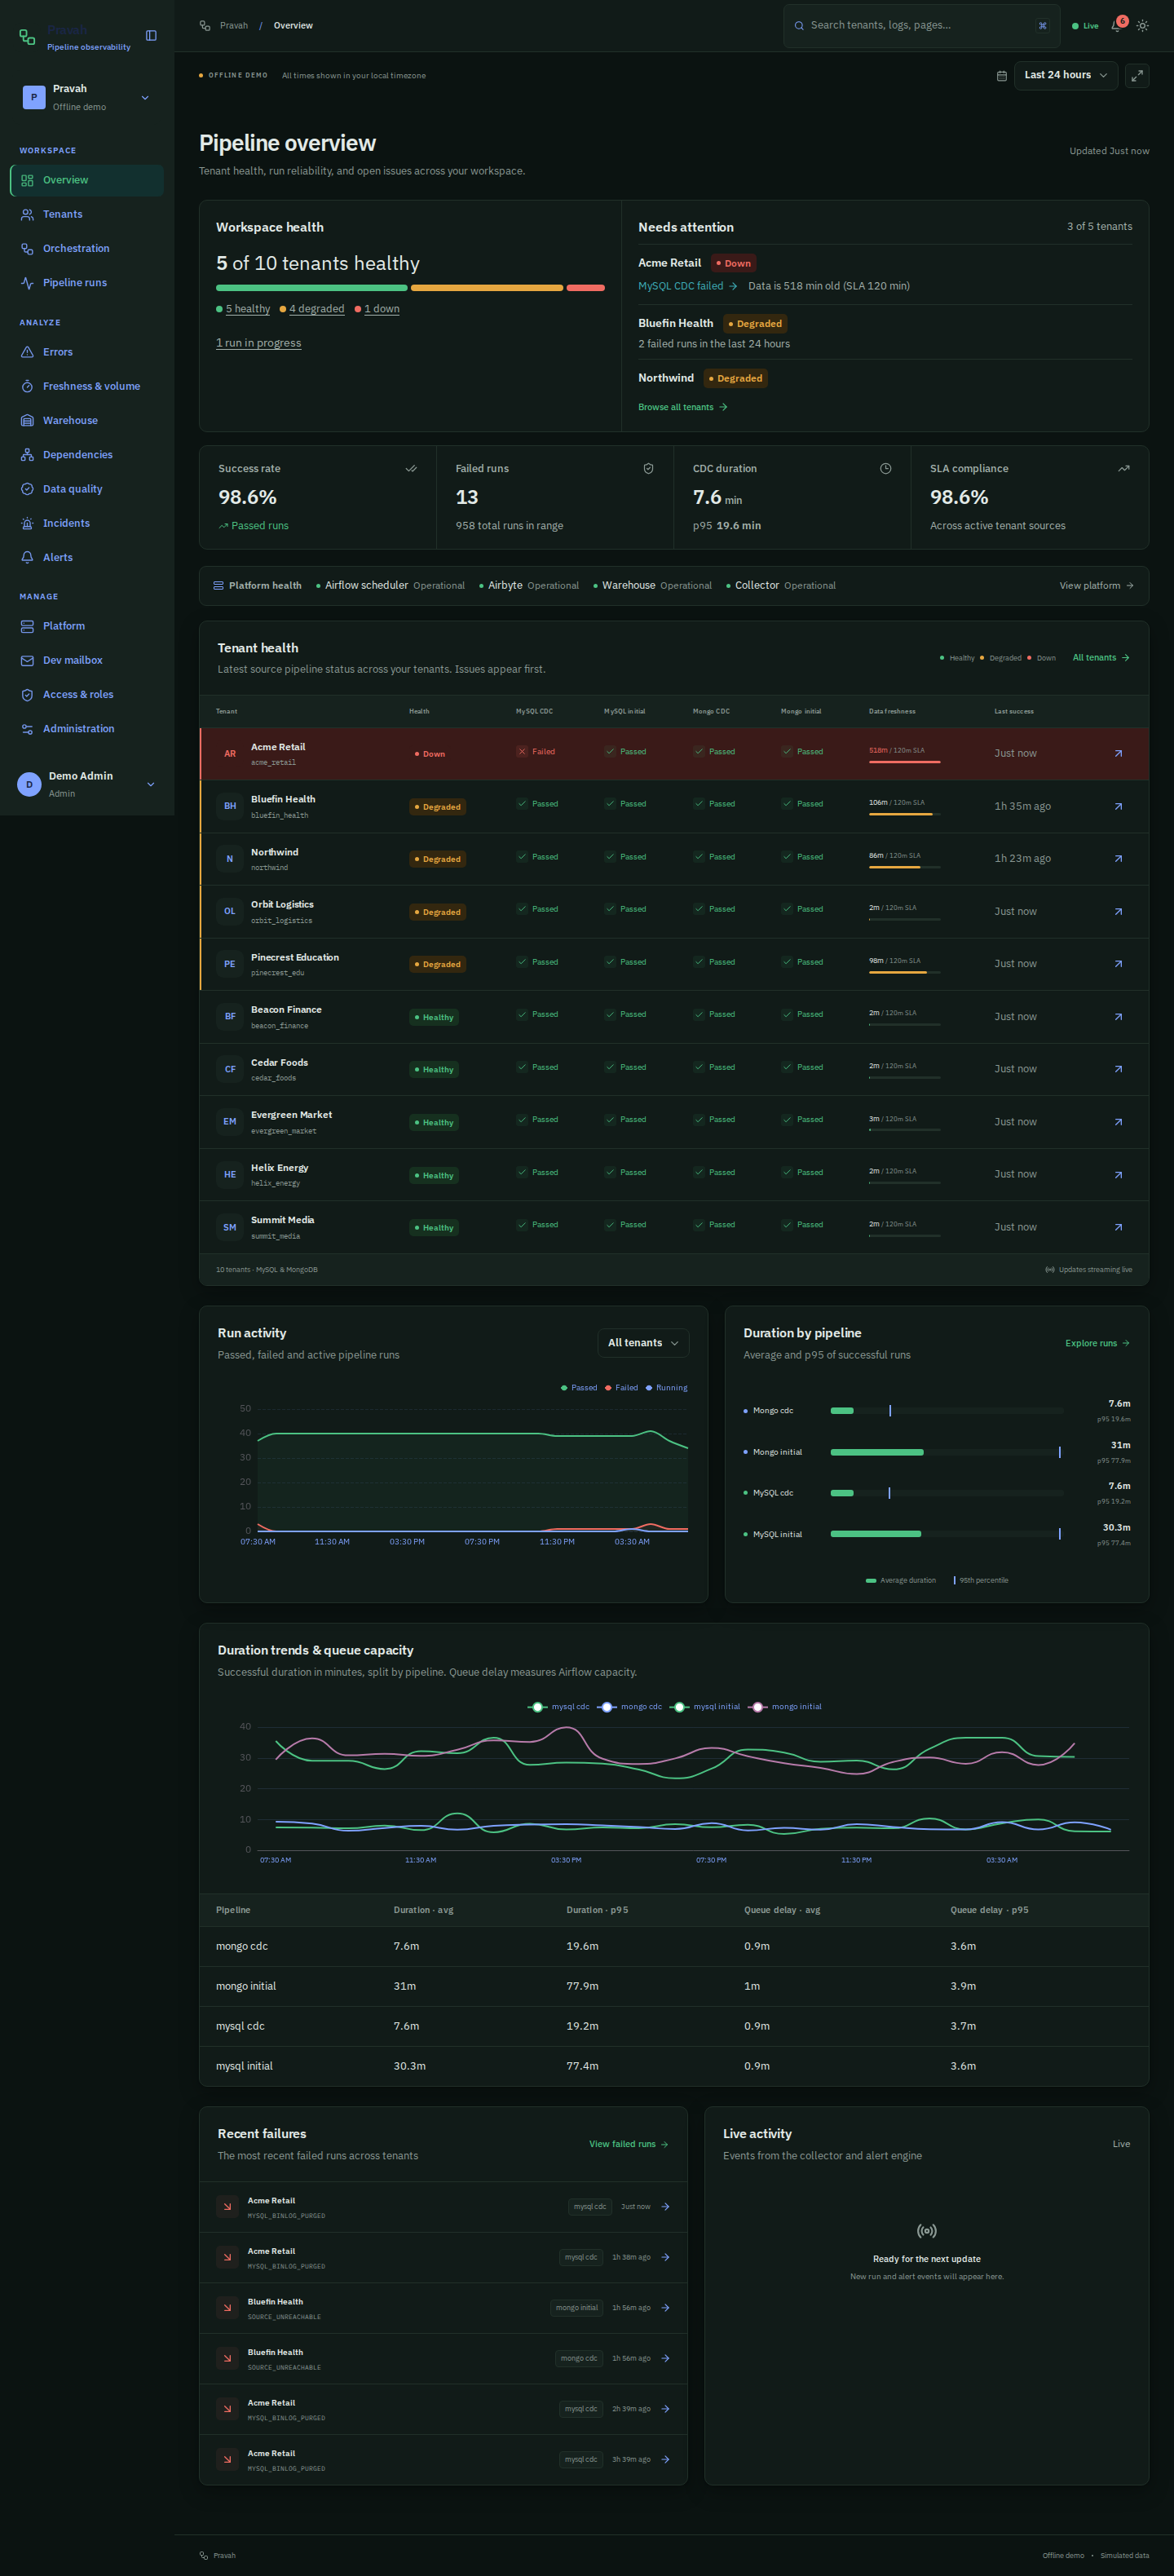 Pravah
Pipeline observability
Pravah / Overview
Search tenants, logs, pages...
⌘
Live
6
P
Pravah
Offline demo
OFFLINE DEMO
All times shown in your local timezone
Last 24 hours
WORKSPACE
Overview
Tenants
Orchestration
Pipeline runs
ANALYZE
Errors
Freshness & volume
Warehouse
Dependencies
Data quality
Incidents
Alerts
MANAGE
Platform
Dev mailbox
Access & roles
Administration
D
Demo Admin
Admin
Pipeline overview
Tenant health, run reliability, and open issues across your workspace.
Updated Just now
Workspace health
5 of 10 tenants healthy
5 healthy 4 degraded 1 down
1 run in progress
Needs attention
3 of 5 tenants
Acme Retail Down
MySQL CDC failed → Data is 518 min old (SLA 120 min)
Bluefin Health Degraded
2 failed runs in the last 24 hours
Northwind Degraded
Browse all tenants →
Success rate
98.6%
Passed runs
Failed runs
13
958 total runs in range
CDC duration
7.6 min
p95 19.6 min
SLA compliance
98.6%
Across active tenant sources
Platform health Airflow scheduler Operational Airbyte Operational Warehouse Operational Collector Operational View platform →
Tenant health
Latest source pipeline status across your tenants. Issues appear first.
Healthy Degraded Down All tenants →
Tenant Health MySQL CDC MySQL initial Mongo CDC Mongo initial Data freshness Last success
AR Acme Retail Down Failed Passed Passed Passed 518m / 120m SLA Just now
acme_retail
BH Bluefin Health Degraded Passed Passed Passed Passed 106m / 120m SLA 1h 35m ago
bluefin_health
N Northwind Degraded Passed Passed Passed Passed 86m / 120m SLA 1h 23m ago
northwind
OL Orbit Logistics Degraded Passed Passed Passed Passed 2m / 120m SLA Just now
orbit_logistics
PE Pinecrest Education Degraded Passed Passed Passed Passed 98m / 120m SLA Just now
pinecrest_edu
BF Beacon Finance Healthy Passed Passed Passed Passed 2m / 120m SLA Just now
beacon_finance
CF Cedar Foods Healthy Passed Passed Passed Passed 2m / 120m SLA Just now
cedar_foods
EM Evergreen Market Healthy Passed Passed Passed Passed 3m / 120m SLA Just now
evergreen_market
HE Helix Energy Healthy Passed Passed Passed Passed 2m / 120m SLA Just now
helix_energy
SM Summit Media Healthy Passed Passed Passed Passed 2m / 120m SLA Just now
summit_media
10 tenants · MySQL & MongoDB
Updates streaming live
Run activity
Passed, failed and active pipeline runs
All tenants
Passed Failed Running
50
40
30
20
10
0
07:30 AM 11:30 AM 03:30 PM 07:30 PM 11:30 PM 03:30 AM
Duration by pipeline
Average and p95 of successful runs
Explore runs →
Mongo cdc 7.6m
p95 19.6m
Mongo initial 31m
p95 77.9m
MySQL cdc 7.6m
p95 19.2m
MySQL initial 30.3m
p95 77.4m
Average duration 95th percentile
Duration trends & queue capacity
Successful duration in minutes, split by pipeline. Queue delay measures Airflow capacity.
mysql cdc mongo cdc mysql initial mongo initial
40
30
20
10
0
07:30 AM 11:30 AM 03:30 PM 07:30 PM 11:30 PM 03:30 AM
Pipeline Duration · avg Duration · p95 Queue delay · avg Queue delay · p95
mongo cdc 7.6m 19.6m 0.9m 3.6m
mongo initial 31m 77.9m 1m 3.9m
mysql cdc 7.6m 19.2m 0.9m 3.7m
mysql initial 30.3m 77.4m 0.9m 3.6m
Recent failures
The most recent failed runs across tenants
View failed runs →
Acme Retail mysql cdc Just now →
MYSQL_BINLOG_PURGED
Acme Retail mysql cdc 1h 38m ago →
MYSQL_BINLOG_PURGED
Bluefin Health mongo initial 1h 56m ago →
SOURCE_UNREACHABLE
Bluefin Health mongo cdc 1h 56m ago →
SOURCE_UNREACHABLE
Acme Retail mysql cdc 2h 39m ago →
MYSQL_BINLOG_PURGED
Acme Retail mysql cdc 3h 39m ago →
MYSQL_BINLOG_PURGED
Live activity
Events from the collector and alert engine
Live
Ready for the next update
New run and alert events will appear here.
Pravah
Offline demo • Simulated data